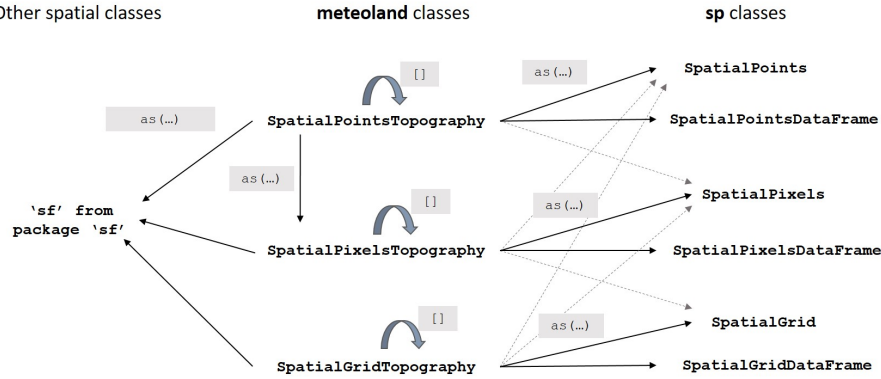 Other spatial classes
meteoland classes
sp classes
[]
as(…)
SpatialPoints
as(…)
SpatialPointsTopography
SpatialPointsDataFrame
as(…)
[]
as(…)
SpatialPixels
‘sf’ from
package ‘sf’
SpatialPixelsTopography
SpatialPixelsDataFrame
[]
as(…)
SpatialGrid
SpatialGridTopography
SpatialGridDataFrame